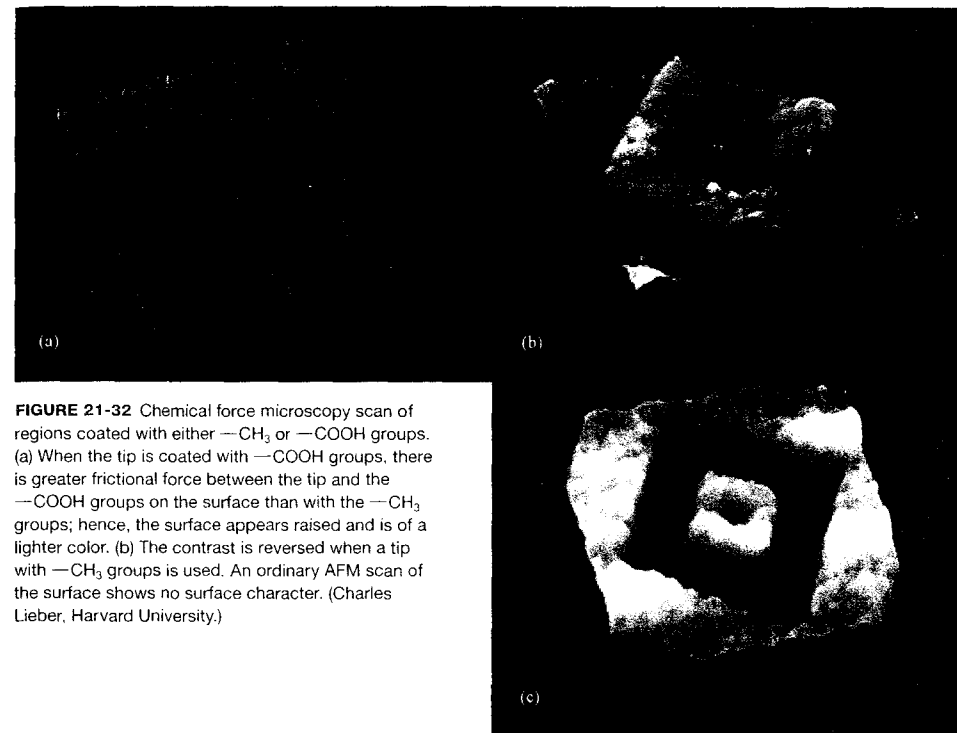 (a)
(b)
FIGURE 21-32 Chemical force microscopy scan of
regions coated with either —CH₃ or —COOH groups.
(a) When the tip is coated with —COOH groups, there
is greater frictional force between the tip and the
—COOH groups on the surface than with the —CH₃
groups; hence, the surface appears raised and is of a
lighter color. (b) The contrast is reversed when a tip
with —CH₃ groups is used. An ordinary AFM scan of
the surface shows no surface character. (Charles
Lieber, Harvard University.)
(c)